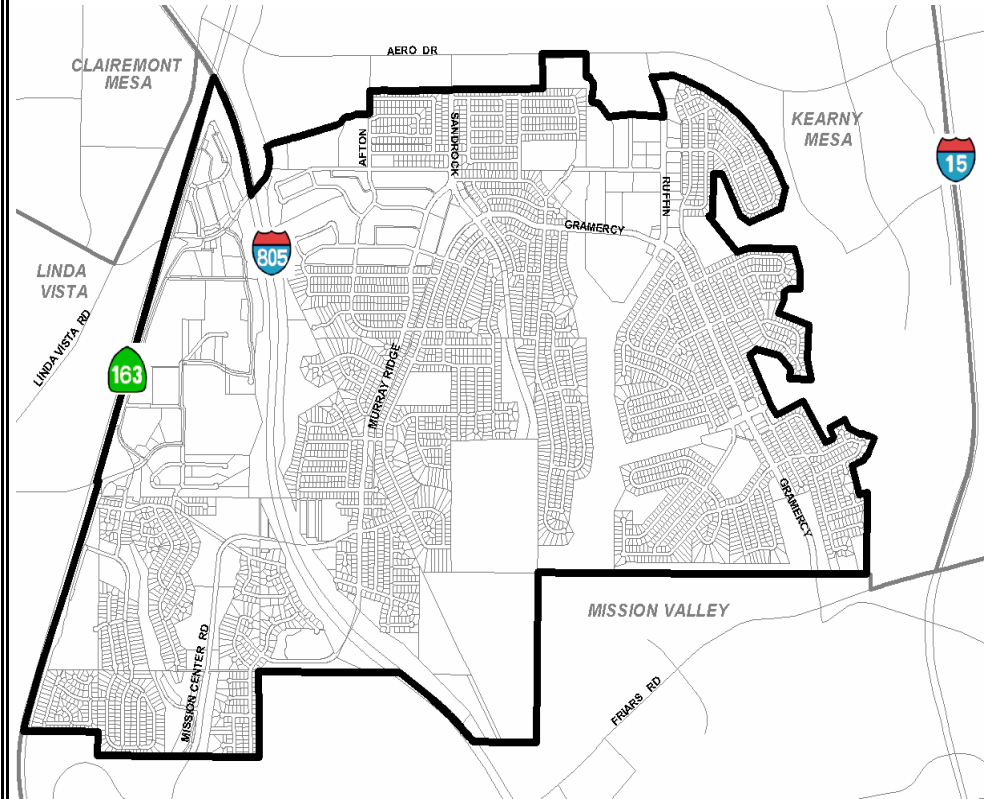 AERO DR
CLAIREMONT
MESA
KEARNY
MESA
15
AFTON
SANDROCK
RUFFIN
GRAMERCY
805
LINDA
VISTA
LINDA VISTA RD
163
MURRAY RIDGE
GRAMERCY
MISSION VALLEY
MISSION CENTER RD
FRIARS RD